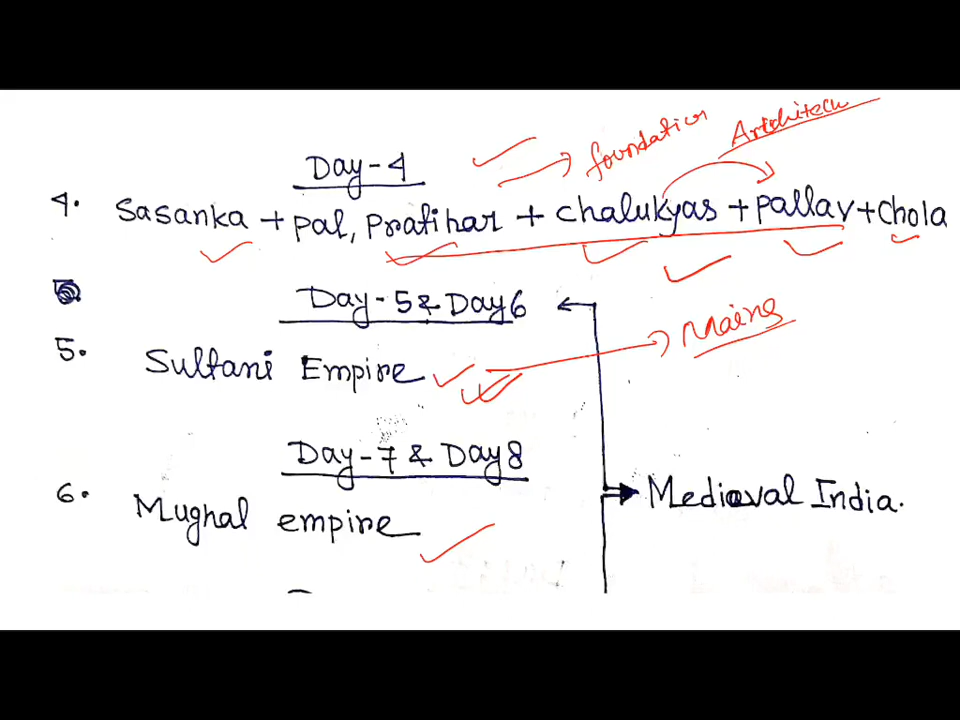 Day-4
foundation
Architech
4. Sasanka + Pal, Pratihar + Chalukyas + Pallav + Chola
Day-5 & Day6
5. Sultani Empire
Mains
Day-7 & Day8
6. Mughal empire
Medieval India.